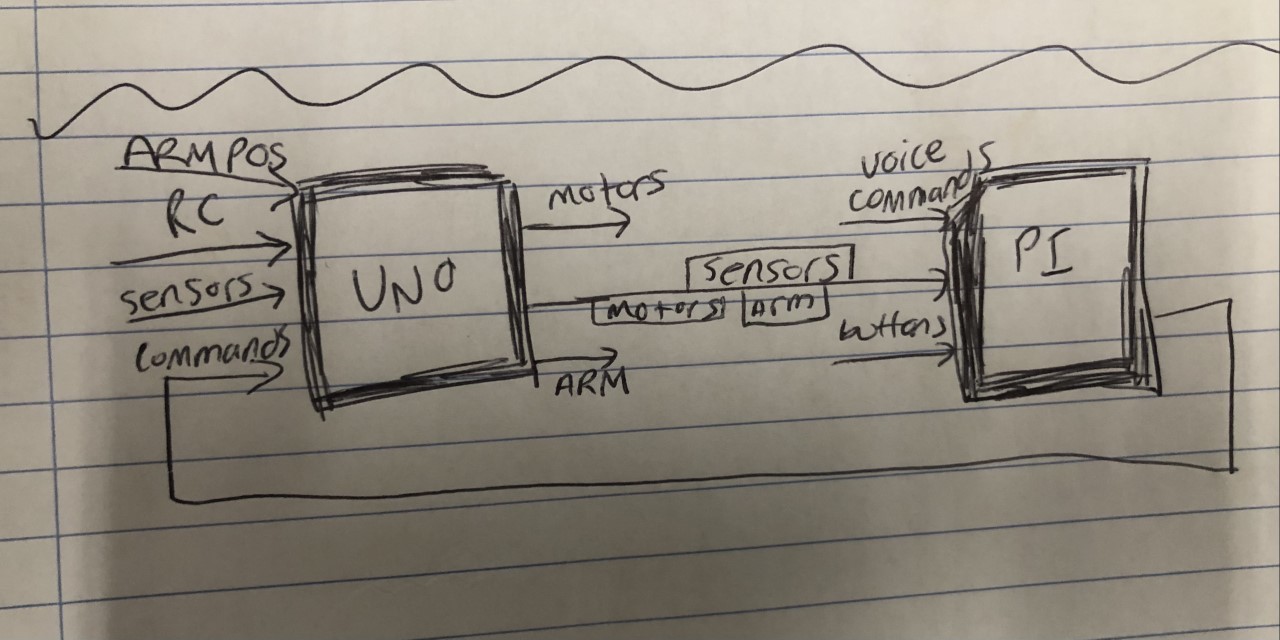 ARM POS
RC
sensors
commands
UNO
motors
sensors
motors arm
ARM
voice
commands
buttons
PI